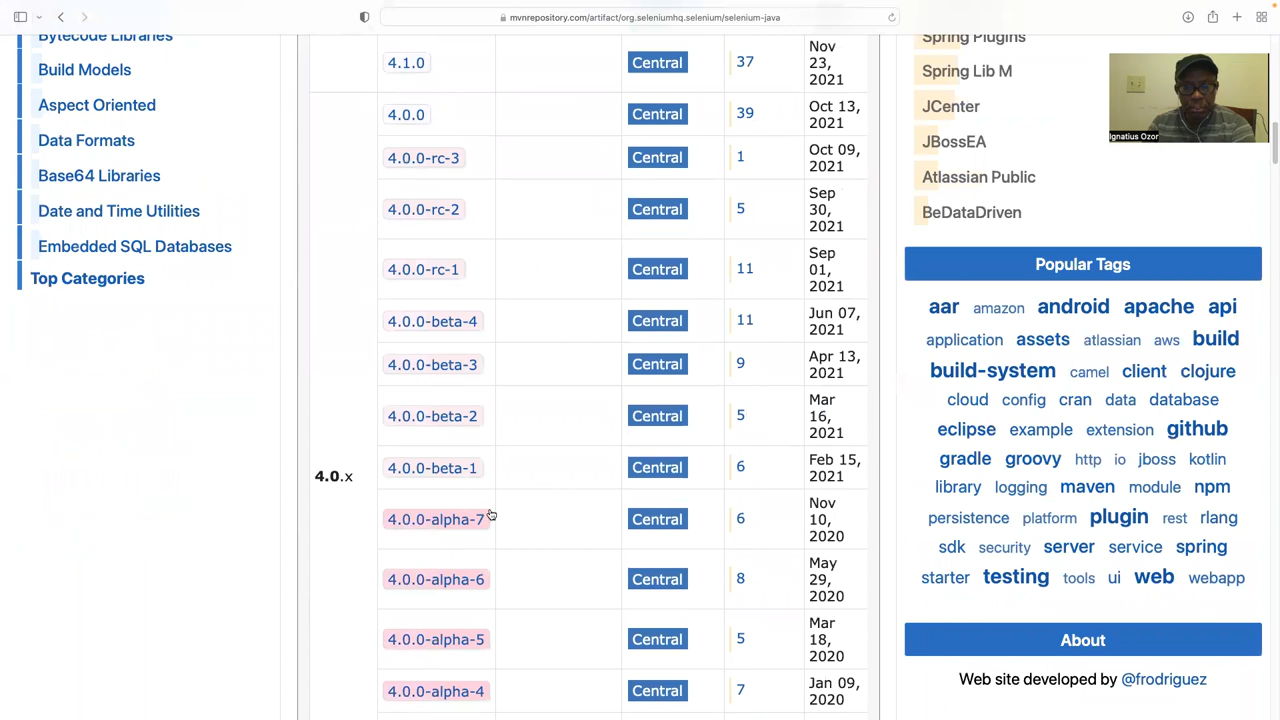 mvnrepository.com/artifact/org.seleniumhq.selenium/selenium-java
Bytecode Libraries
Build Models
Aspect Oriented
Data Formats
Base64 Libraries
Date and Time Utilities
Embedded SQL Databases
Top Categories
4.0.x
4.1.0 Central 37 Nov
23,
2021
4.0.0 Central 39 Oct 13,
2021
4.0.0-rc-3 Central 1 Oct 09,
2021
4.0.0-rc-2 Central 5 Sep
30,
2021
4.0.0-rc-1 Central 11 Sep
01,
2021
4.0.0-beta-4 Central 11 Jun 07,
2021
4.0.0-beta-3 Central 9 Apr 13,
2021
4.0.0-beta-2 Central 5 Mar
16,
2021
4.0.0-beta-1 Central 6 Feb 15,
2021
4.0.0-alpha-7 Central 6 Nov
10,
2020
4.0.0-alpha-6 Central 8 May
29,
2020
4.0.0-alpha-5 Central 5 Mar
18,
2020
4.0.0-alpha-4 Central 7 Jan 09,
2020
Spring Plugins
Spring Lib M
JCenter
JBossEA
Atlassian Public
BeDataDriven
Ignatius Ozor
Popular Tags
aar amazon android apache api
application assets atlassian aws build
build-system camel client clojure
cloud config cran data database
eclipse example extension github
gradle groovy http io jboss kotlin
library logging maven module npm
persistence platform plugin rest rlang
sdk security server service spring
starter testing tools ui web webapp
About
Web site developed by @frodriguez